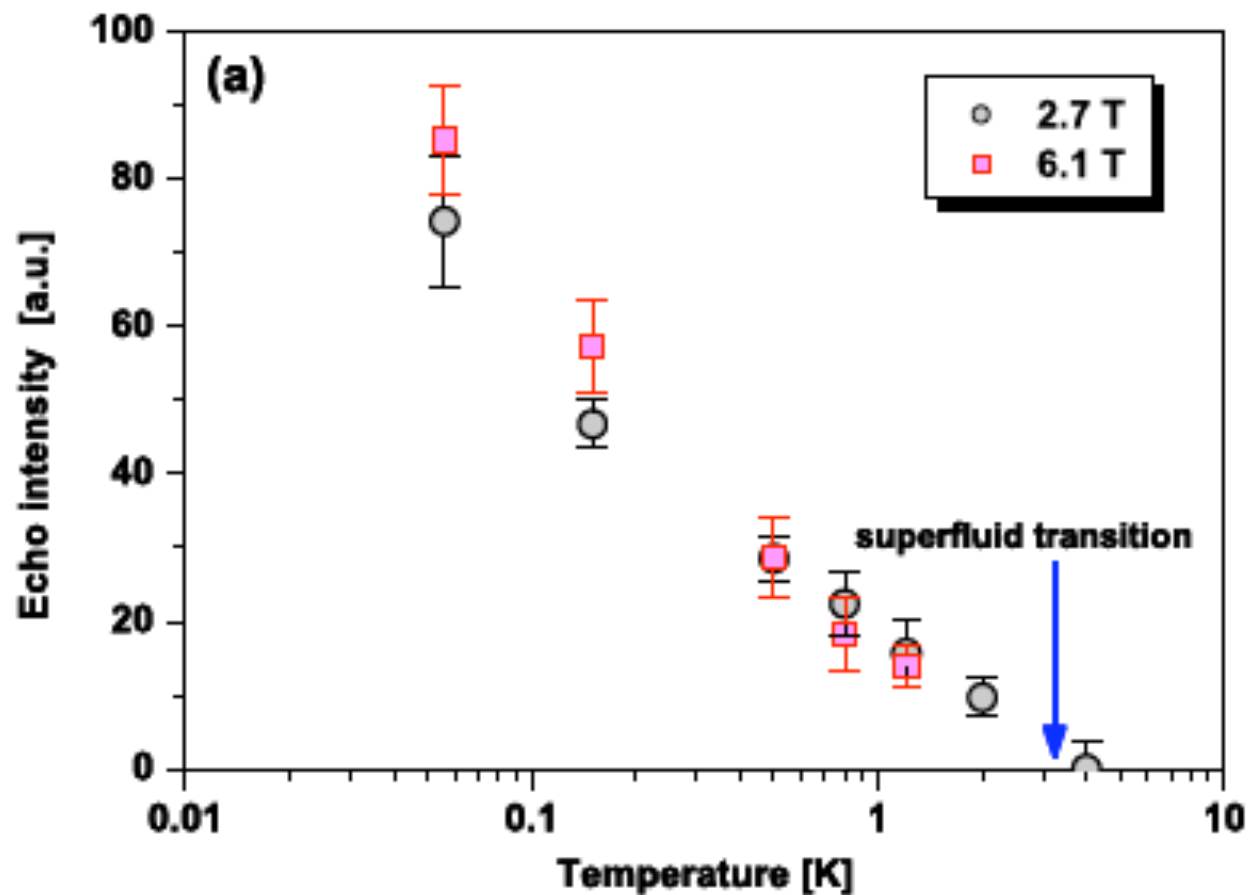 100
(a)
2.7 T
6.1 T
80
60
40
20
0
superfluid transition
Echo intensity [a.u.]
0.01
0.1
1
10
Temperature [K]